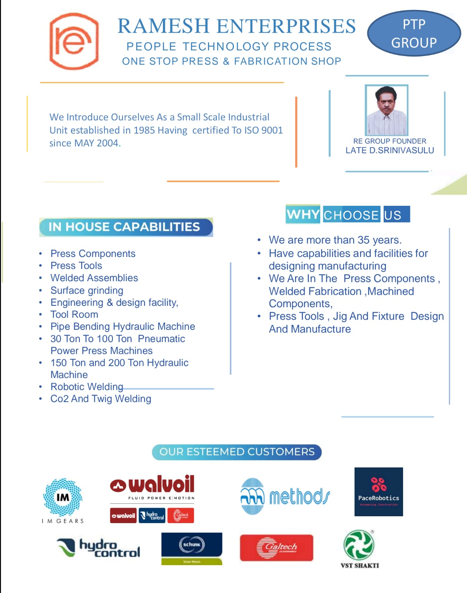 re
RAMESH ENTERPRISES
PEOPLE TECHNOLOGY PROCESS
ONE STOP PRESS & FABRICATION SHOP
PTP
GROUP
We Introduce Ourselves As a Small Scale Industrial
Unit established in 1985 Having certified To ISO 9001
since MAY 2004.
RE GROUP FOUNDER
LATE D.SRINIVASULU
IN HOUSE CAPABILITIES
• Press Components
• Press Tools
• Welded Assemblies
• Surface grinding
• Engineering & design facility,
• Tool Room
• Pipe Bending Hydraulic Machine
• 30 Ton To 100 Ton Pneumatic
Power Press Machines
• 150 Ton and 200 Ton Hydraulic
Machine
• Robotic Welding
• Co2 And Twig Welding
WHY CHOOSE US
• We are more than 35 years.
• Have capabilities and facilities for
designing manufacturing
• We Are In The Press Components ,
Welded Fabrication ,Machined
Components,
• Press Tools , Jig And Fixture Design
And Manufacture
OUR ESTEEMED CUSTOMERS
IM
IM GEARS
walvoil
FLUID POWER E-MOTION
walvoil
hydro control
Galtech
methods
PaceRobotics
hydro
control
schunk
Galtech
VST SHAKTI